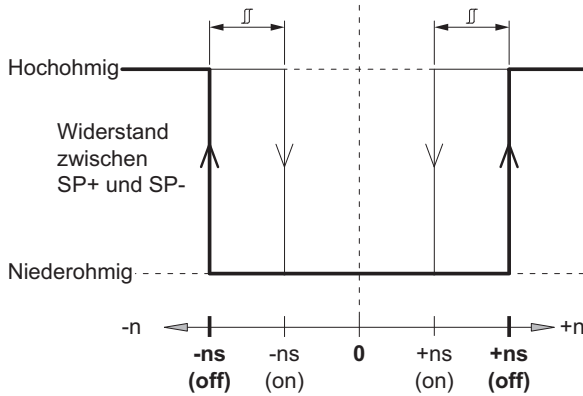 Hochohmig
Widerstand
zwischen
SP+ und SP-
Niederohmig
-n
+n
-ns
(off)
-ns
(on)
0
+ns
(on)
+ns
(off)